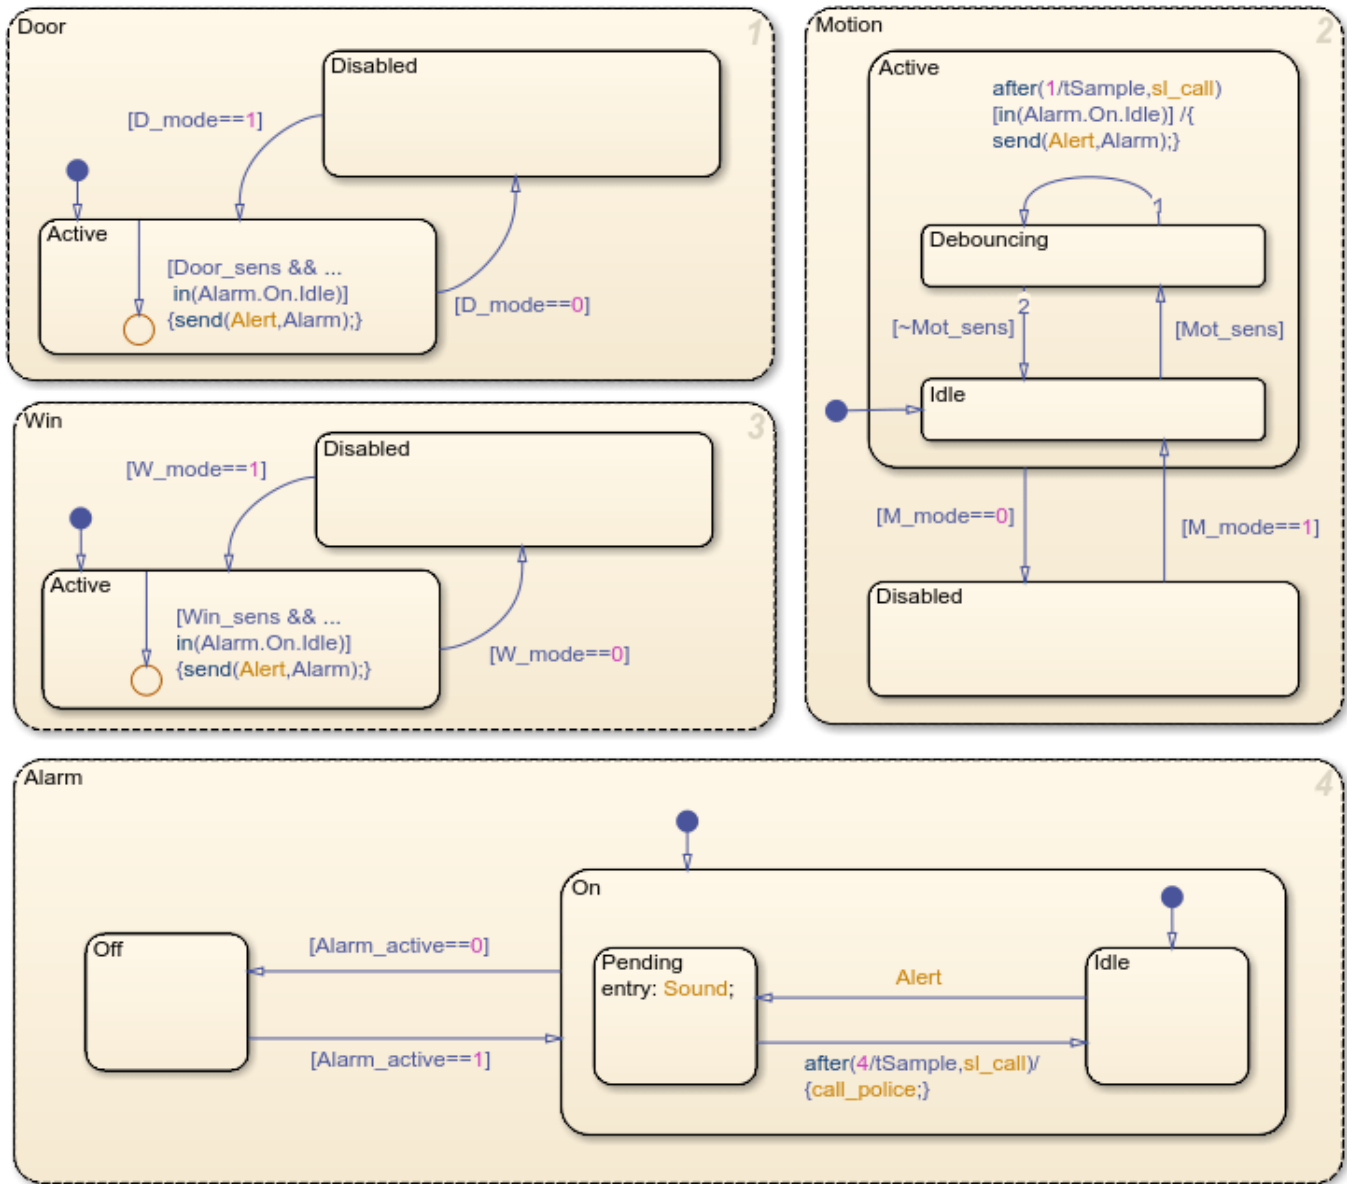 Door
1
Disabled
[D_mode==1]
Active
[Door_sens && ...
in(Alarm.On.Idle)]
{send(Alert,Alarm);}
[D_mode==0]
Motion
2
Active
after(1/tSample,sl_call)
[in(Alarm.On.Idle)] /{
send(Alert,Alarm);}
1
Debouncing
2
[~Mot_sens]
[Mot_sens]
Idle
[M_mode==0]
[M_mode==1]
Disabled
Win
3
Disabled
[W_mode==1]
Active
[Win_sens && ...
in(Alarm.On.Idle)]
{send(Alert,Alarm);}
[W_mode==0]
Alarm
4
On
Off
[Alarm_active==0]
[Alarm_active==1]
Pending
entry: Sound;
Alert
Idle
after(4/tSample,sl_call)/
{call_police;}